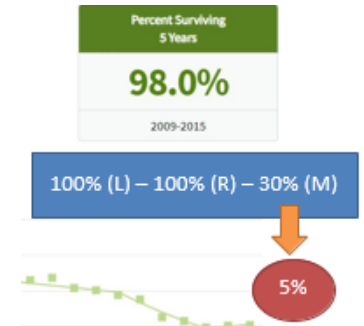 Percent Surviving
5 Years
98.0%
2009-2015
100% (L) – 100% (R) – 30% (M)
5%